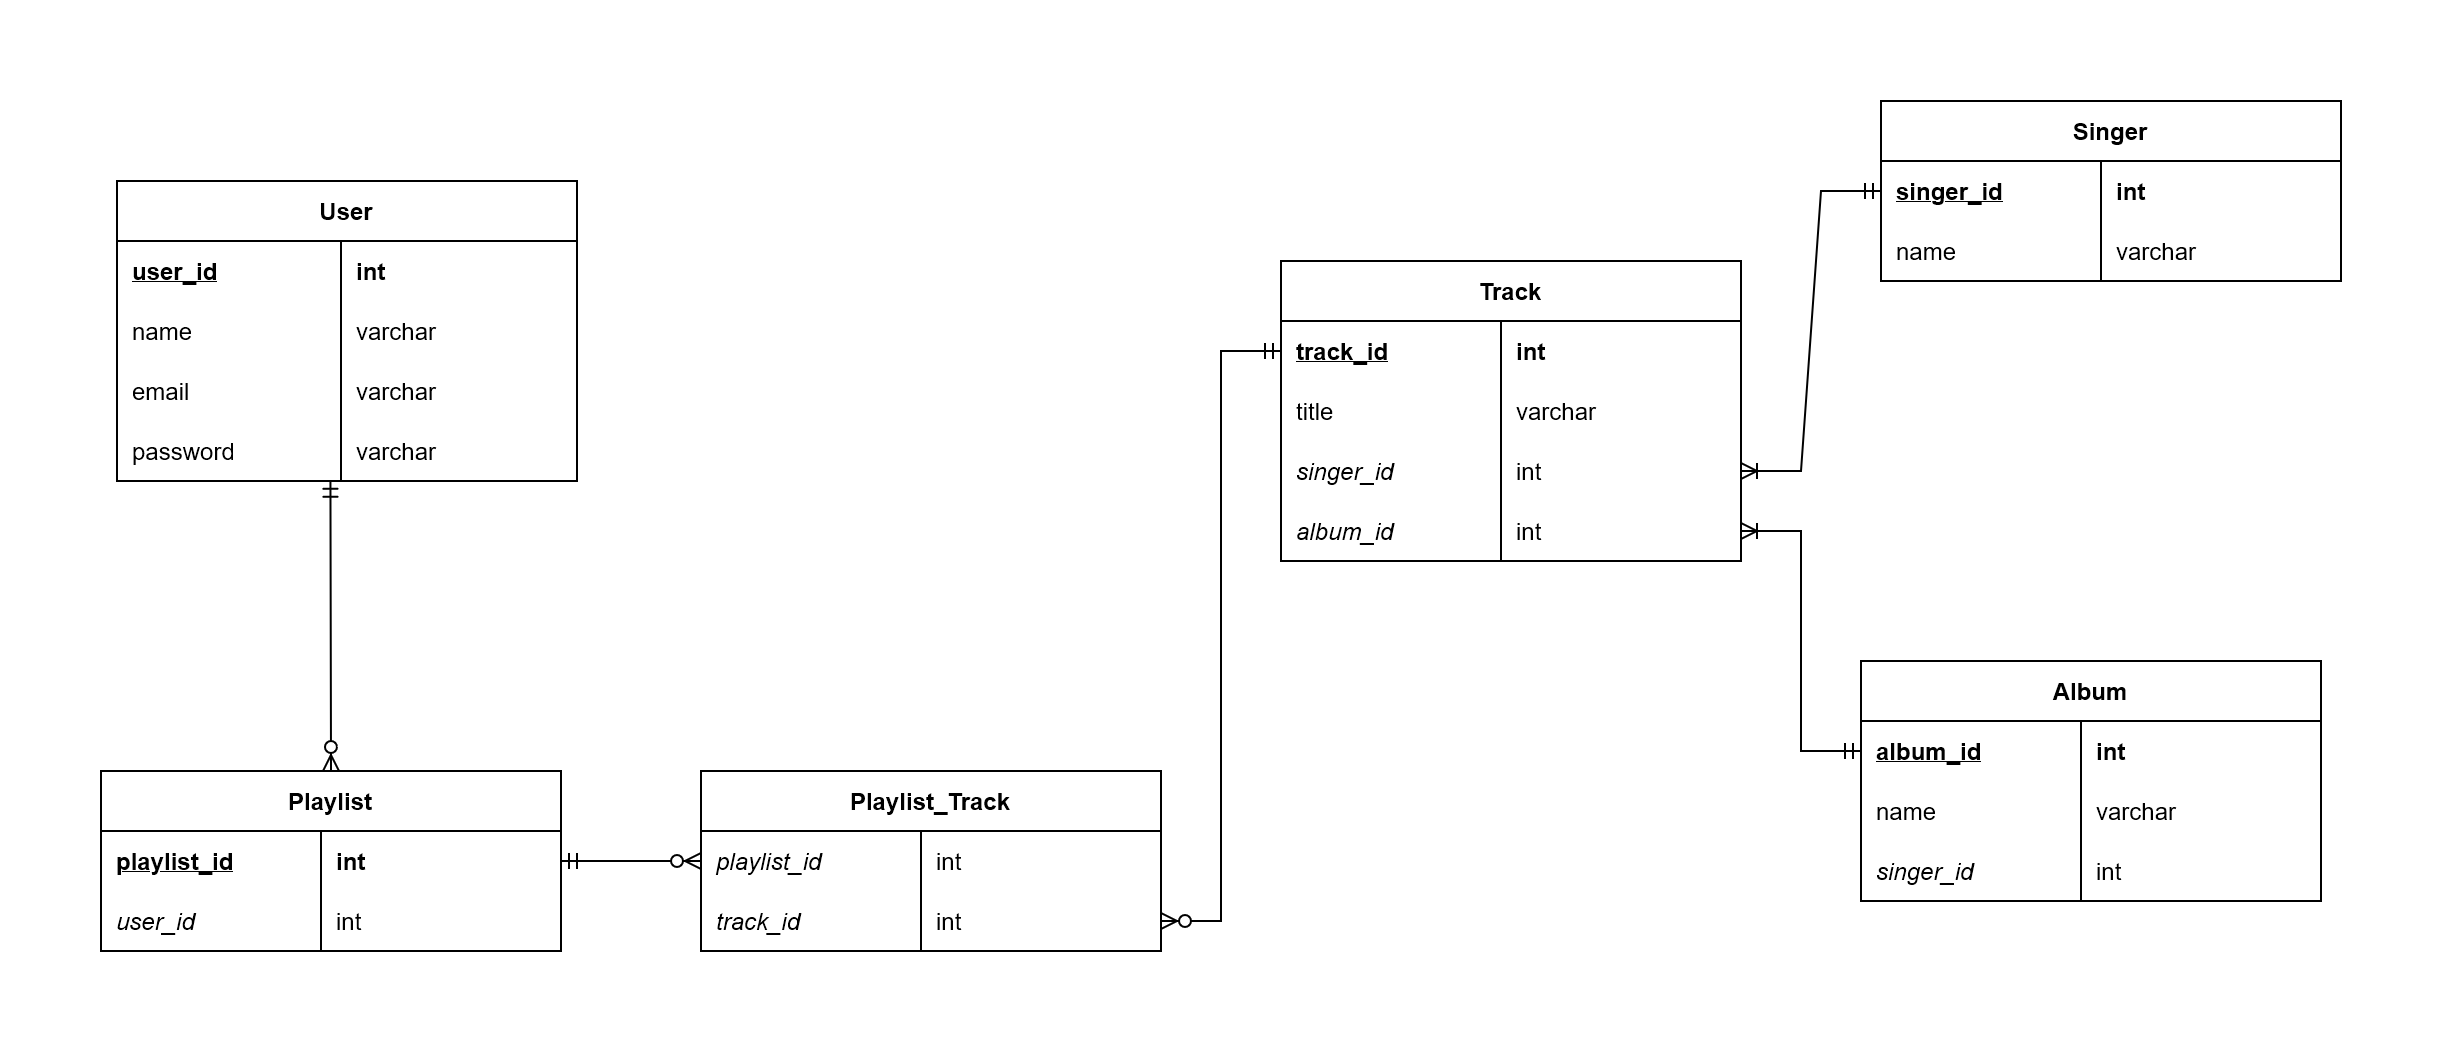 User
user_id int
name varchar
email varchar
password varchar
Playlist
playlist_id int
user_id int
Playlist_Track
playlist_id int
track_id int
Track
track_id int
title varchar
singer_id int
album_id int
Singer
singer_id int
name varchar
Album
album_id int
name varchar
singer_id int